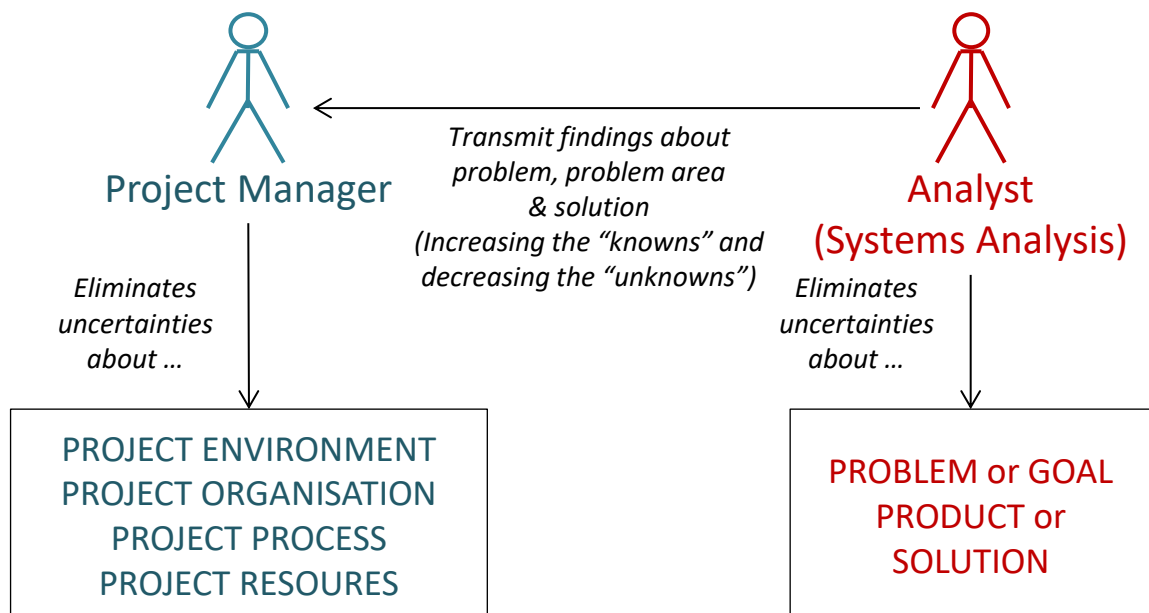 Project Manager
Transmit findings about
problem, problem area
& solution
(Increasing the “knowns” and
decreasing the “unknowns”)
Analyst
(Systems Analysis)
Eliminates
uncertainties
about …
Eliminates
uncertainties
about …
PROJECT ENVIRONMENT
PROJECT ORGANISATION
PROJECT PROCESS
PROJECT RESOURES
PROBLEM or GOAL
PRODUCT or
SOLUTION